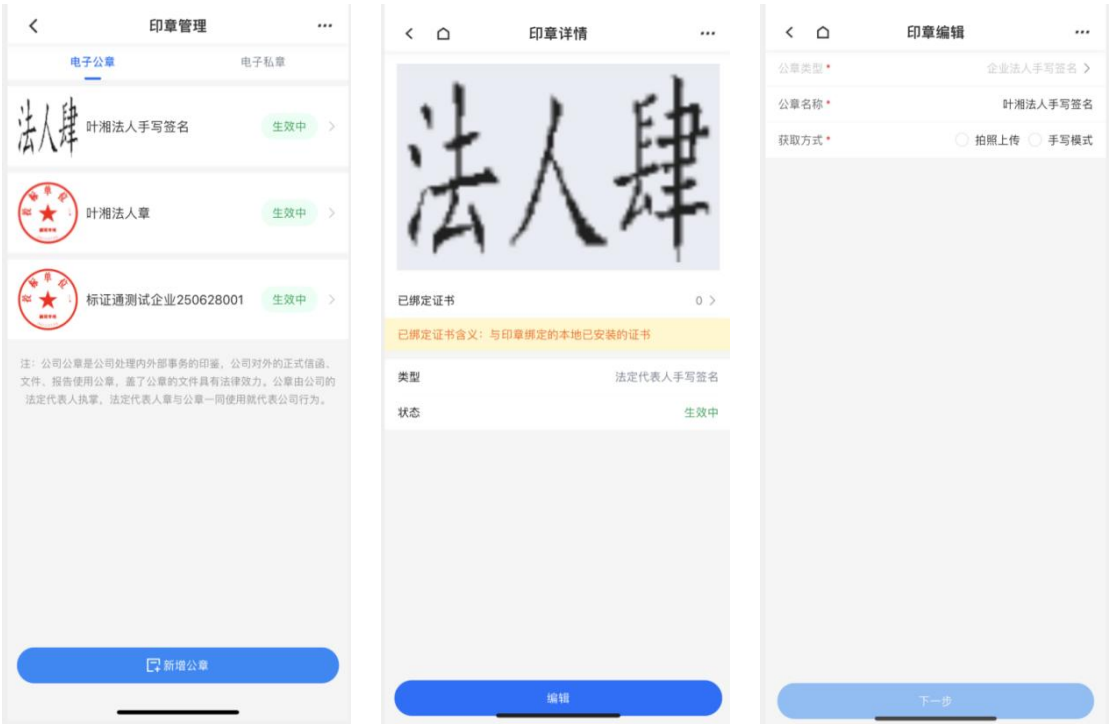 印章管理
电子公章
电子私章
法人肆
叶湘法人手写签名
生效中
叶湘法人章
生效中
标证通测试企业250628001
生效中
注：公司公章是公司处理内外部事务的印鉴，公司对外的正式信函、
文件、报告使用公章，盖了公章的文件具有法律效力。公章由公司的
法定代表人执掌，法定代表人章与公章一同使用就代表公司行为。
新增公章
印章详情
法人肆
已绑定证书
0
已绑定证书含义：与印章绑定的本地已安装的证书
类型
法定代表人手写签名
状态
生效中
编辑
印章编辑
公章类型*
企业法人手写签名
公章名称*
叶湘法人手写签名
获取方式*
拍照上传
手写模式
下一步